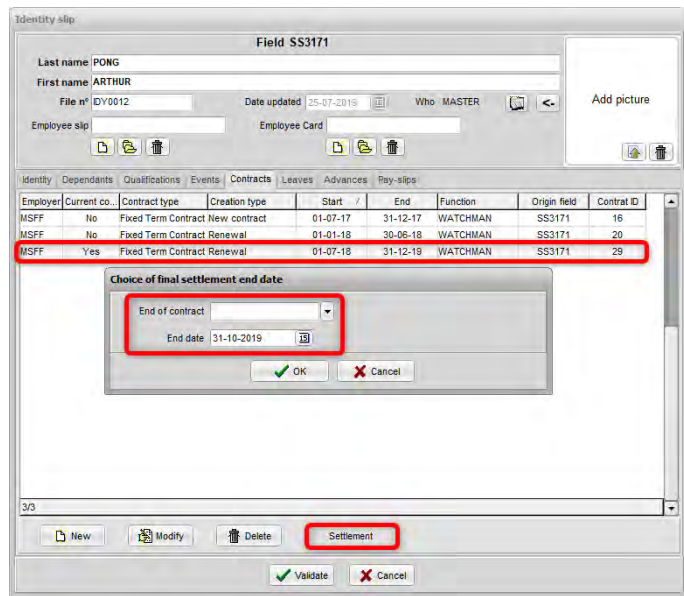 Identity slip
Field SS3171
Last name PONG
First name ARTHUR
File n° IDY0012 Date updated 25-07-2019 Who MASTER <-
Add picture
Employee slip Employee Card
Identity Dependants Qualifications Events Contracts Leaves Advances Pay-slips
Employer Current co... Contract type Creation type Start / End Function Origin field Contrat ID
MSFF No Fixed Term Contract New contract 01-07-17 31-12-17 WATCHMAN SS3171 16
MSFF No Fixed Term Contract Renewal 01-01-18 30-06-18 WATCHMAN SS3171 20
MSFF Yes Fixed Term Contract Renewal 01-07-18 31-12-19 WATCHMAN SS3171 29
Choice of final settlement end date
End of contract
End date 31-10-2019 15
OK Cancel
3/3
New Modify Delete Settlement
Validate Cancel